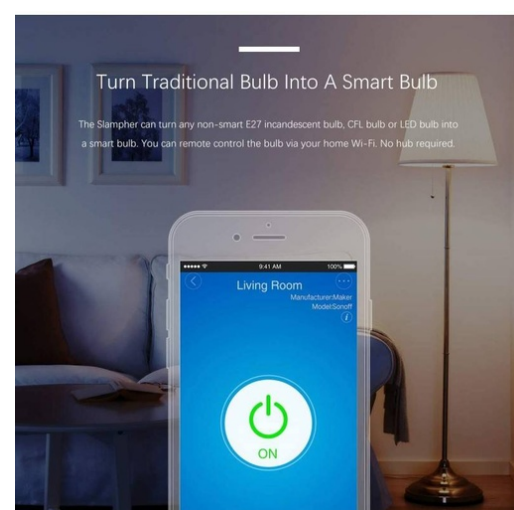 Turn Traditional Bulb Into A Smart Bulb
The Slampher can turn any non-smart E27 incandescent bulb, CFL bulb or LED bulb into
a smart bulb. You can remote control the bulb via your home Wi-Fi. No hub required.
9:41 AM 100%
Living Room
Manufacturer:Maker
Model:Sonoff
i
ON